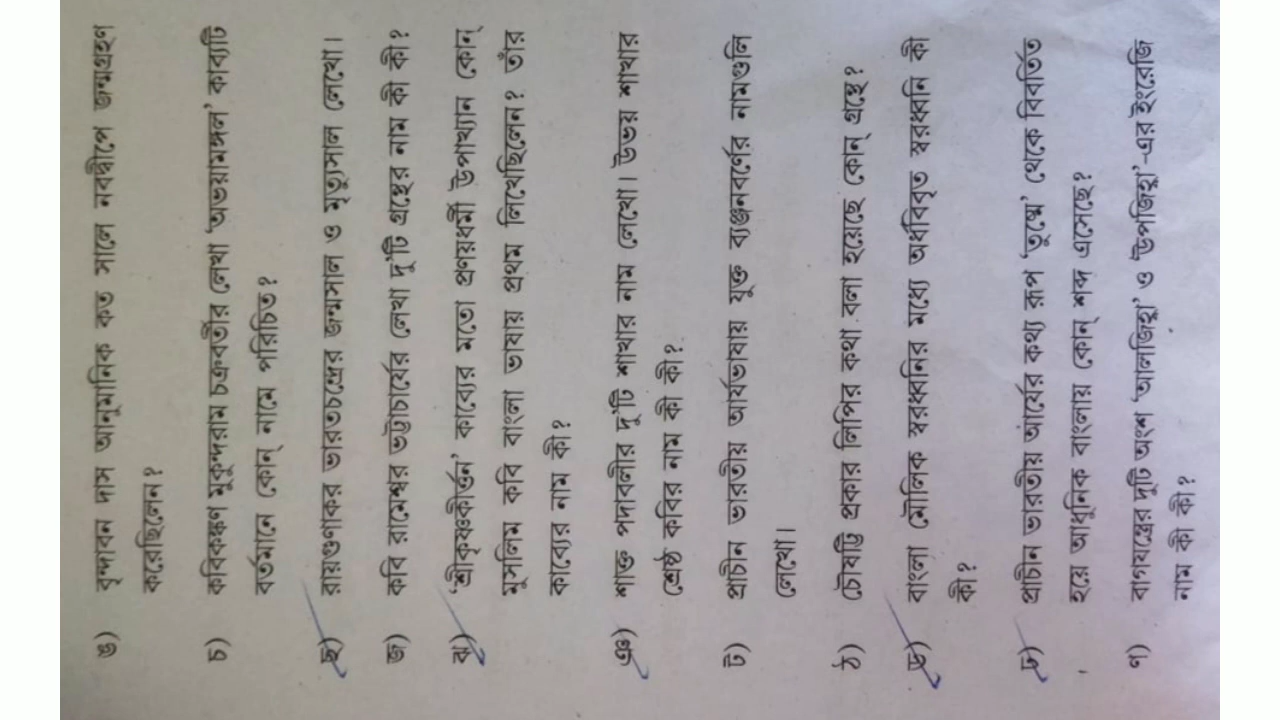 ঙ) বৃন্দাবন দাস আনুমানিক কত সালে নবদ্বীপে জন্মগ্রহণ
করেছিলেন?
চ) কবিকঙ্কণ মুকুন্দরাম চক্রবর্তীর লেখা 'অভয়ামঙ্গল' কাব্যটি
বর্তমানে কোন্ নামে পরিচিত?
ছ) রায়গুণাকর ভারতচন্দ্রের জন্মসাল ও মৃত্যুসাল লেখো।
জ) কবি রামেশ্বর ভট্টাচার্যের লেখা দু'টি গ্রন্থের নাম কী কী?
ঝ) 'শ্রীকৃষ্ণকীর্ত্তন' কাব্যের মতো প্রণয়ধর্মী উপাখ্যান কোন্
মুসলিম কবি বাংলা ভাষায় প্রথম লিখেছিলেন? তাঁর
কাব্যের নাম কী?
ঞ) শাক্ত পদাবলীর দু'টি শাখার নাম লেখো। উভয় শাখার
শ্রেষ্ঠ কবির নাম কী কী?
ট) প্রাচীন ভারতীয় আর্যভাষায় যুক্ত ব্যঞ্জনবর্ণের নামগুলি
লেখো।
ঠ) চৌষট্টি প্রকার লিপির কথা বলা হয়েছে কোন্ গ্রন্থে?
ড) বাংলা মৌলিক স্বরধ্বনির মধ্যে অর্ধবিবৃত স্বরধ্বনি কী
কী?
ঢ) প্রাচীন ভারতীয় আর্যের কথ্য রূপ 'তুষ্মে' থেকে বিবর্তিত
হয়ে আধুনিক বাংলায় কোন্ শব্দ এসেছে?
ণ) বাগযন্ত্রের দুটি অংশ 'আলজিহ্বা' ও 'উপজিহ্বা'-এর ইংরেজি
নাম কী কী?